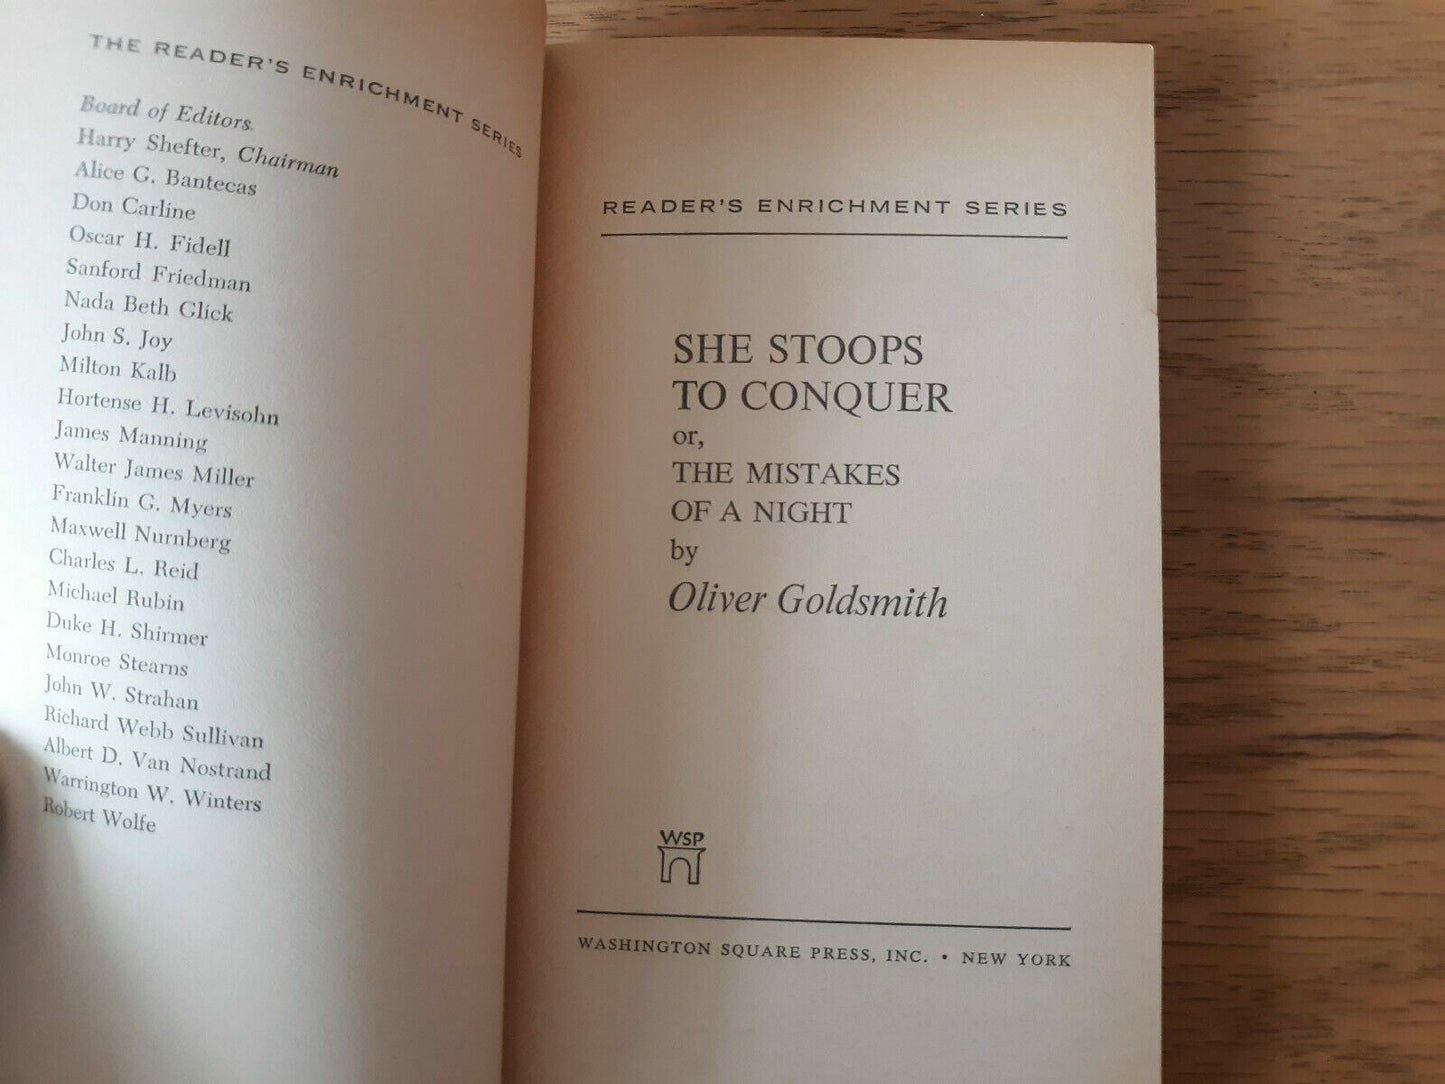 THE READER'S ENRICHMENT SERIES
Board of Editors
Harry Shefter, Chairman
Alice G. Bantecas
Don Carline
Oscar H. Fidell
Sanford Friedman
Nada Beth Glick
John S. Joy
Milton Kalb
Hortense H. Levisohn
James Manning
Walter James Miller
Franklin G. Myers
Maxwell Nurnberg
Charles L. Reid
Michael Rubin
Duke H. Shirmer
Monroe Stearns
John W. Strahan
Richard Webb Sullivan
Albert D. Van Nostrand
Warrington W. Winters
Robert Wolfe
READER'S ENRICHMENT SERIES
SHE STOOPS
TO CONQUER
or,
THE MISTAKES
OF A NIGHT
by
Oliver Goldsmith
WSP
WASHINGTON SQUARE PRESS, INC. • NEW YORK